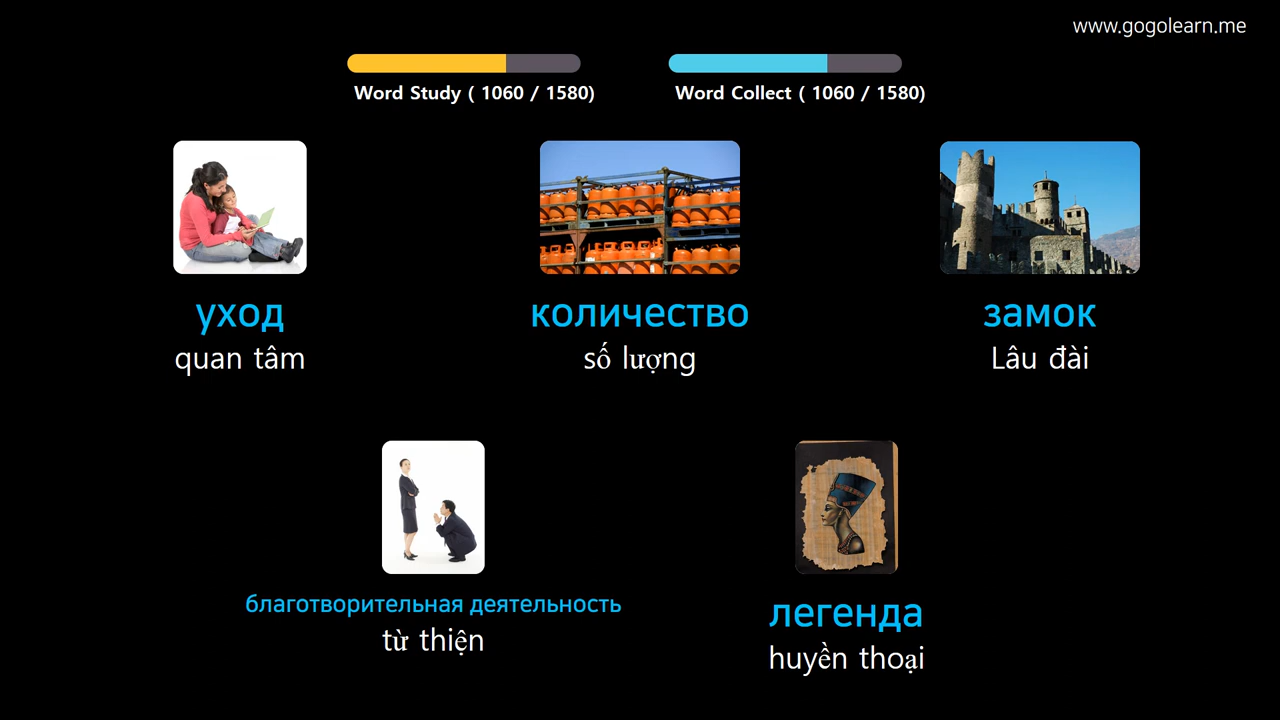 www.gogolearn.me
Word Study ( 1060 / 1580)
Word Collect ( 1060 / 1580)
уход
quan tâm
количество
số lượng
замок
Lâu đài
благотворительная деятельность
từ thiện
легенда
huyền thoại